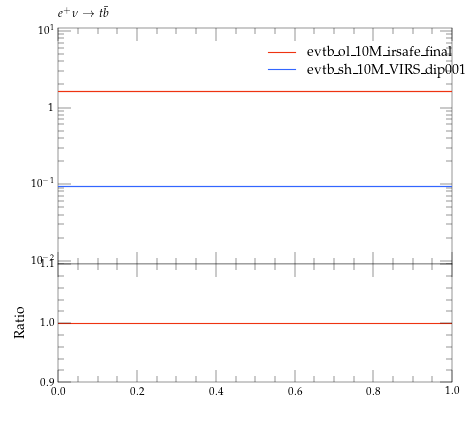 e⁺ν → tb̄
10¹
evtb_ol_10M_irsafe_final
evtb_sh_10M_VIRS_dip001
1
10⁻¹
10⁻²
1.1
Ratio
1.0
0.9
0.0 0.2 0.4 0.6 0.8 1.0